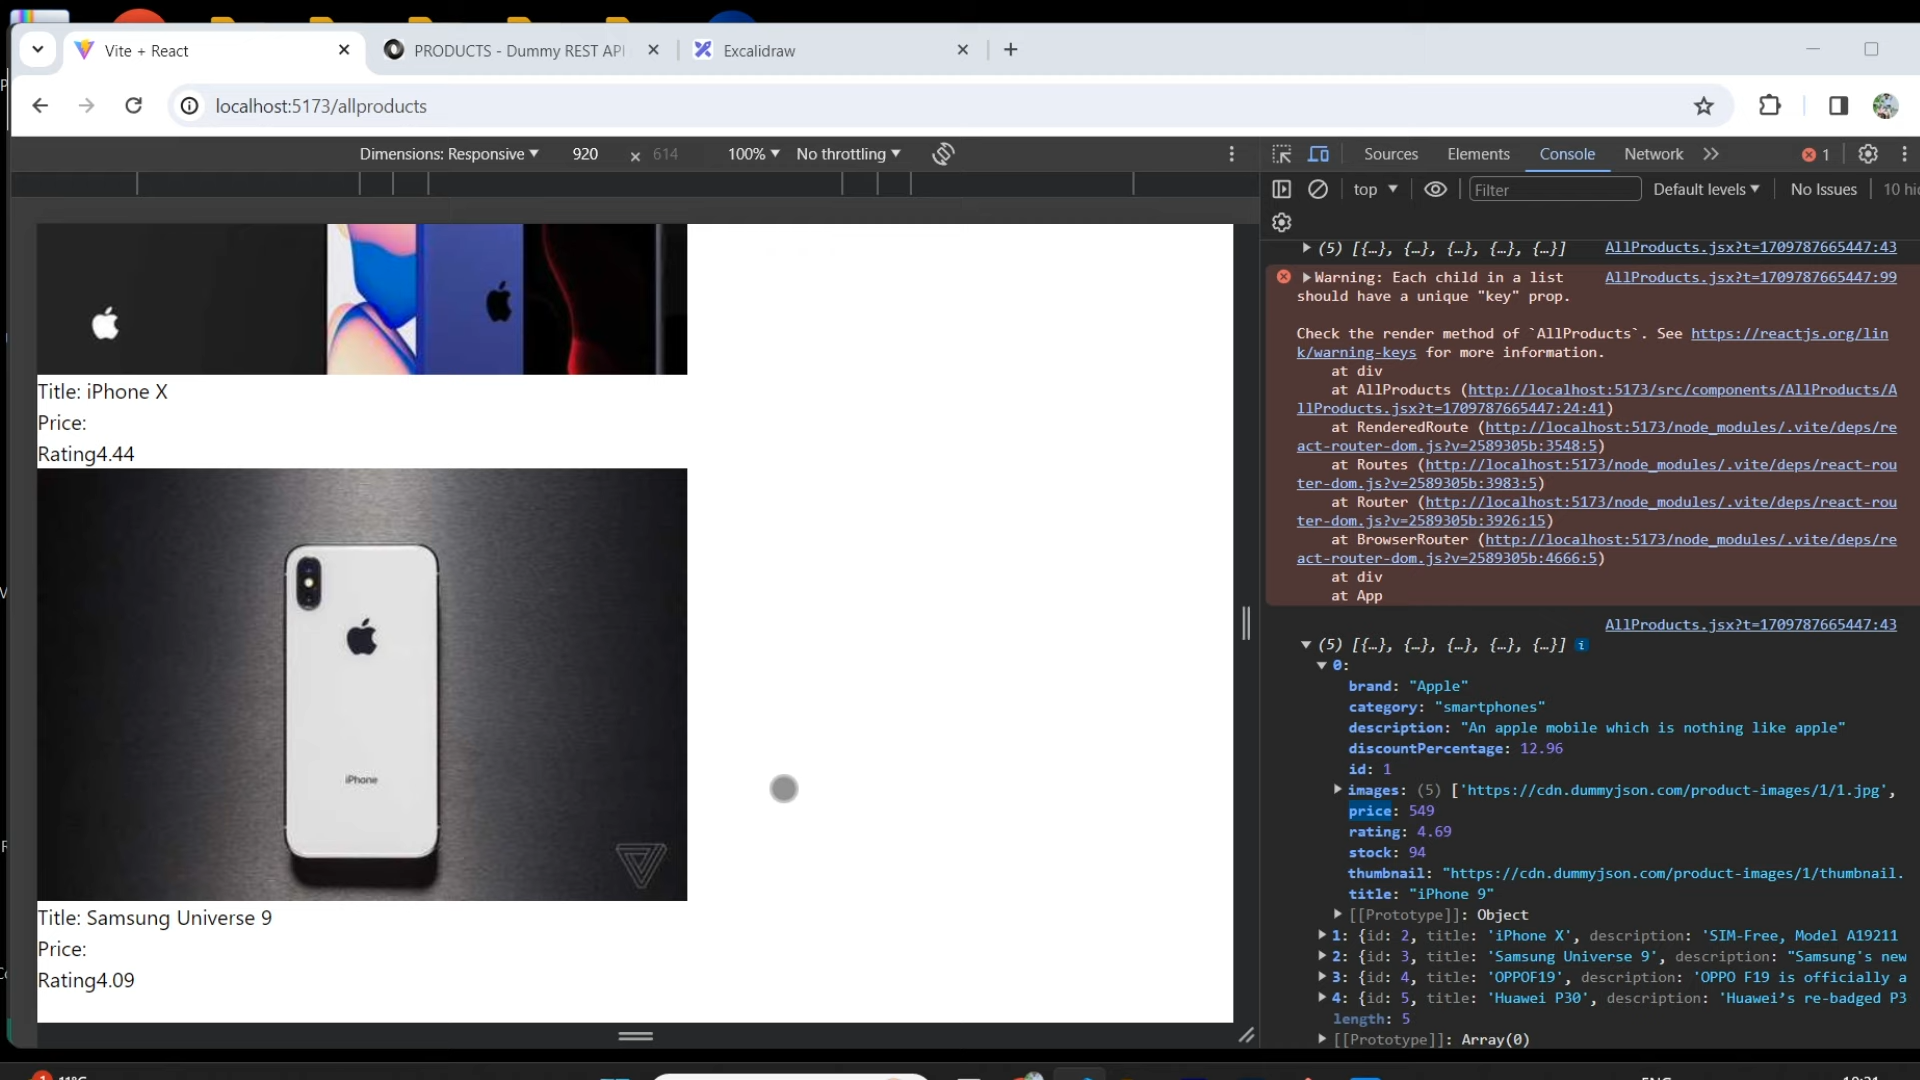 Vite + React
PRODUCTS - Dummy REST API
Excalidraw
localhost:5173/allproducts
Dimensions: Responsive
920
x
614
100%
No throttling
Sources
Elements
Console
Network
1
top
Filter
Default levels
No Issues
10 hi
(5) [{…}, {…}, {…}, {…}, {…}]
AllProducts.jsx?t=1709787665447:43
Warning: Each child in a list
AllProducts.jsx?t=1709787665447:99
should have a unique "key" prop.
Check the render method of `AllProducts`. See https://reactjs.org/lin
k/warning-keys for more information.
at div
at AllProducts (http://localhost:5173/src/components/AllProducts/A
llProducts.jsx?t=1709787665447:24:41)
at RenderedRoute (http://localhost:5173/node_modules/.vite/deps/re
act-router-dom.js?v=2589305b:3548:5)
at Routes (http://localhost:5173/node_modules/.vite/deps/react-rou
ter-dom.js?v=2589305b:3983:5)
at Router (http://localhost:5173/node_modules/.vite/deps/react-rou
ter-dom.js?v=2589305b:3926:15)
at BrowserRouter (http://localhost:5173/node_modules/.vite/deps/re
act-router-dom.js?v=2589305b:4666:5)
at div
at App
AllProducts.jsx?t=1709787665447:43
(5) [{…}, {…}, {…}, {…}, {…}] i
0:
brand: "Apple"
category: "smartphones"
description: "An apple mobile which is nothing like apple"
discountPercentage: 12.96
id: 1
images: (5) ['https://cdn.dummyjson.com/product-images/1/1.jpg',
price: 549
rating: 4.69
stock: 94
thumbnail: "https://cdn.dummyjson.com/product-images/1/thumbnail.
title: "iPhone 9"
[[Prototype]]: Object
1: {id: 2, title: 'iPhone X', description: 'SIM-Free, Model A19211
2: {id: 3, title: 'Samsung Universe 9', description: "Samsung's new
3: {id: 4, title: 'OPPOF19', description: 'OPPO F19 is officially a
4: {id: 5, title: 'Huawei P30', description: 'Huawei’s re-badged P3
length: 5
[[Prototype]]: Array(0)
Title: iPhone X
Price:
Rating4.44
iPhone
Title: Samsung Universe 9
Price:
Rating4.09